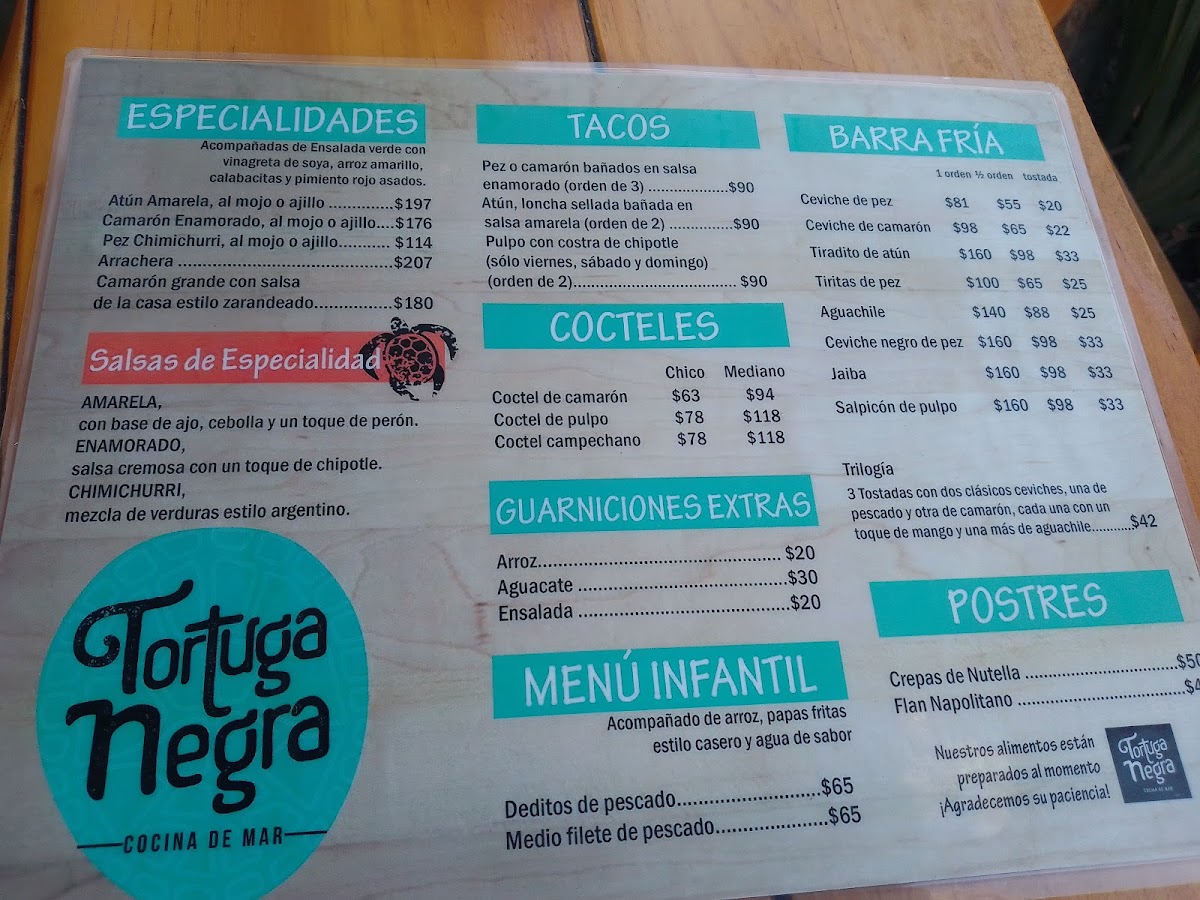 ESPECIALIDADES
Acompañadas de Ensalada verde con
vinagreta de soya, arroz amarillo,
calabacitas y pimiento rojo asados.
Atún Amarela, al mojo o ajillo .............$197
Camarón Enamorado, al mojo o ajillo....$176
Pez Chimichurri, al mojo o ajillo........... $114
Arrachera .......................................$207
Camarón grande con salsa
de la casa estilo zarandeado...............$180
Salsas de Especialidad
AMARELA,
con base de ajo, cebolla y un toque de perón.
ENAMORADO,
salsa cremosa con un toque de chipotle.
CHIMICHURRI,
mezcla de verduras estilo argentino.
Tortuga
Negra
COCINA DE MAR
TACOS
Pez o camarón bañados en salsa
enamorado (orden de 3) ..................$90
Atún, loncha sellada bañada en
salsa amarela (orden de 2) ..............$90
Pulpo con costra de chipotle
(sólo viernes, sábado y domingo)
(orden de 2).................................... $90
COCTELES
Chico Mediano
Coctel de camarón $63 $94
Coctel de pulpo $78 $118
Coctel campechano $78 $118
GUARNICIONES EXTRAS
Arroz............................................... $20
Aguacate ........................................$30
Ensalada ........................................$20
MENÚ INFANTIL
Acompañado de arroz, papas fritas
estilo casero y agua de sabor
Deditos de pescado.........................$65
Medio filete de pescado....................$65
BARRA FRÍA
1 orden ½ orden tostada
Ceviche de pez $81 $55 $20
Ceviche de camarón $98 $65 $22
Tiradito de atún $160 $98 $33
Tiritas de pez $100 $65 $25
Aguachile $140 $88 $25
Ceviche negro de pez $160 $98 $33
Jaiba $160 $98 $33
Salpicón de pulpo $160 $98 $33
Trilogía
3 Tostadas con dos clásicos ceviches, una de
pescado y otra de camarón, cada una con un
toque de mango y una más de aguachile..........$42
POSTRES
Crepas de Nutella ............................$50
Flan Napolitano ..............................
Nuestros alimentos están
preparados al momento
¡Agradecemos su paciencia!
Tortuga
Negra
COCINA DE MAR